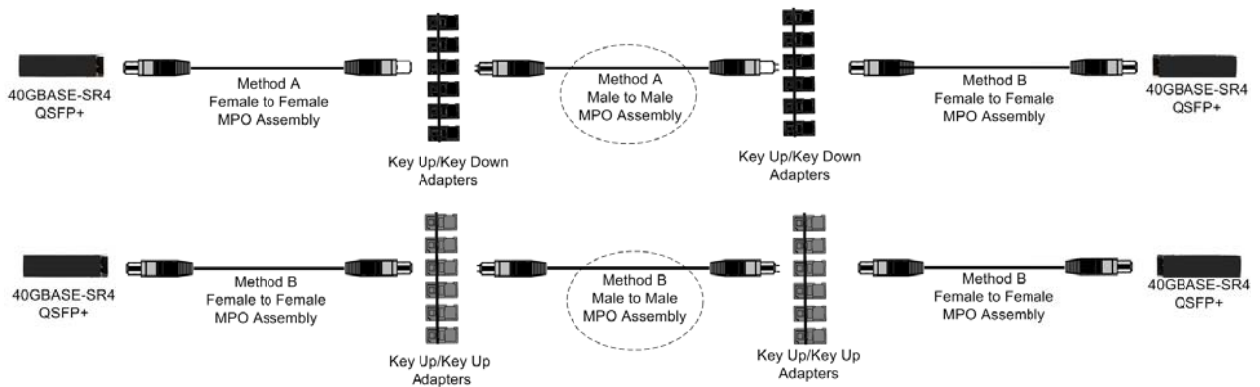 40GBASE-SR4
QSFP+
Method A
Female to Female
MPO Assembly
Key Up/Key Down
Adapters
Method A
Male to Male
MPO Assembly
Key Up/Key Down
Adapters
Method B
Female to Female
MPO Assembly
40GBASE-SR4
QSFP+
40GBASE-SR4
QSFP+
Method B
Female to Female
MPO Assembly
Key Up/Key Up
Adapters
Method B
Male to Male
MPO Assembly
Key Up/Key Up
Adapters
Method B
Female to Female
MPO Assembly
40GBASE-SR4
QSFP+